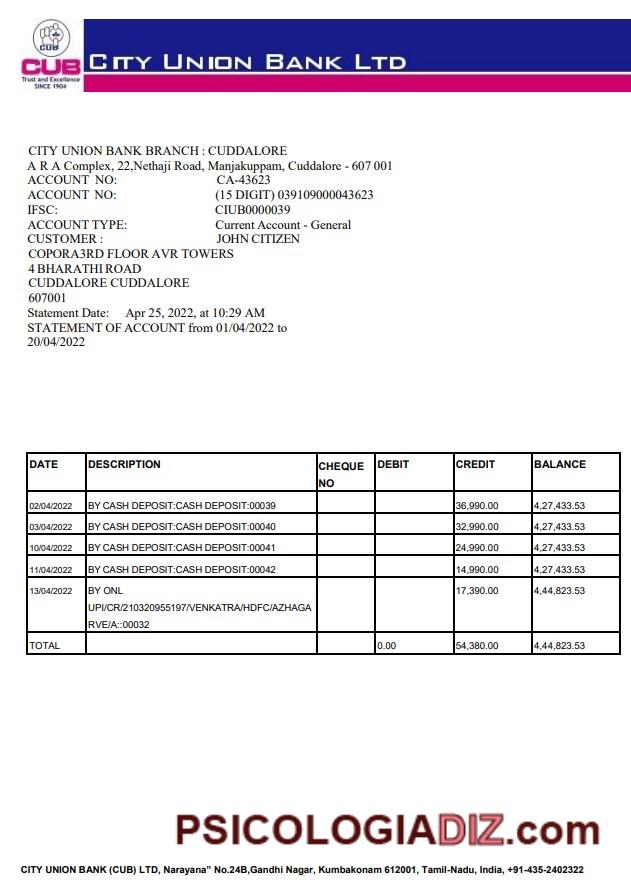 CUB
CUB
Trust and Excellence
SINCE 1904
CITY UNION BANK LTD
CITY UNION BANK BRANCH : CUDDALORE
A R A Complex, 22,Nethaji Road, Manjakuppam, Cuddalore - 607 001
ACCOUNT NO: CA-43623
ACCOUNT NO: (15 DIGIT) 039109000043623
IFSC: CIUB0000039
ACCOUNT TYPE: Current Account - General
CUSTOMER : JOHN CITIZEN
COPORA3RD FLOOR AVR TOWERS
4 BHARATHI ROAD
CUDDALORE CUDDALORE
607001
Statement Date: Apr 25, 2022, at 10:29 AM
STATEMENT OF ACCOUNT from 01/04/2022 to
20/04/2022
DATE DESCRIPTION CHEQUE NO DEBIT CREDIT BALANCE
02/04/2022 BY CASH DEPOSIT:CASH DEPOSIT:00039 36,990.00 4,27,433.53
03/04/2022 BY CASH DEPOSIT:CASH DEPOSIT:00040 32,990.00 4,27,433.53
10/04/2022 BY CASH DEPOSIT:CASH DEPOSIT:00041 24,990.00 4,27,433.53
11/04/2022 BY CASH DEPOSIT:CASH DEPOSIT:00042 14,990.00 4,27,433.53
13/04/2022 BY ONL 17,390.00 4,44,823.53
UPI/CR/210320955197/VENKATRA/HDFC/AZHAGA
RVE/A::00032
TOTAL 0.00 54,380.00 4,44,823.53
PSICOLOGIADIZ.com
CITY UNION BANK (CUB) LTD, Narayana" No.24B,Gandhi Nagar, Kumbakonam 612001, Tamil-Nadu, India, +91-435-2402322